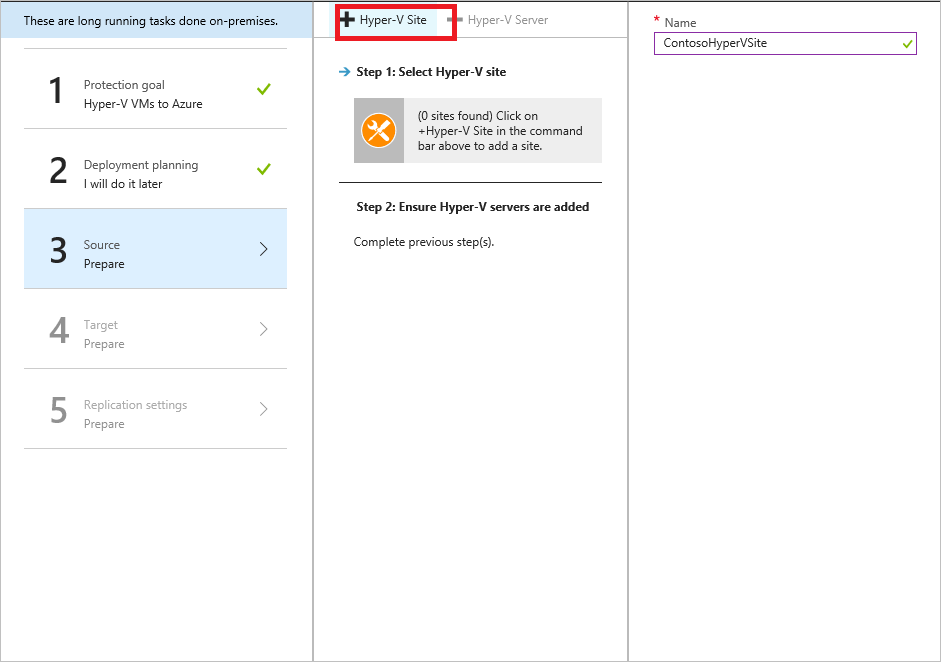 These are long running tasks done on-premises.
1
Protection goal
Hyper-V VMs to Azure
2
Deployment planning
I will do it later
3
Source
Prepare
4
Target
Prepare
5
Replication settings
Prepare
Hyper-V Site
Hyper-V Server
Step 1: Select Hyper-V site
(0 sites found) Click on
+Hyper-V Site in the command
bar above to add a site.
Step 2: Ensure Hyper-V servers are added
Complete previous step(s).
* Name
ContosoHyperVSite